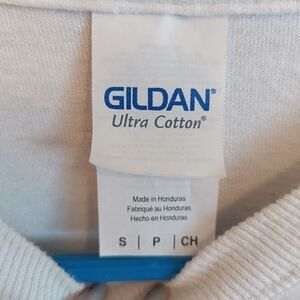 GILDAN®
Ultra Cotton®
Made in Honduras
Fabriqué au Honduras
Hecho en Honduras
S | P | CH